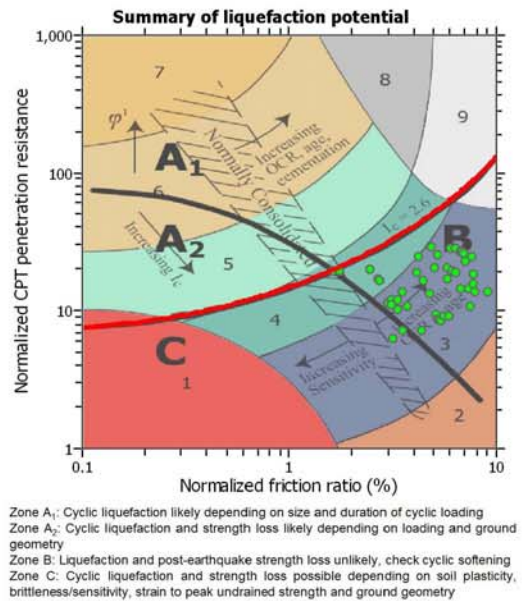 Summary of liquefaction potential
1,000
7
8
9
φ'
Normally Consolidated
Increasing
OCR, age,
cementation
A1
100
6
A2
Increasing Ic
5
Ic = 2.6
B
Normalized CPT penetration resistance
10
4
C
1
Increasing
Sensitivity
3
2
1
0.1
1
10
Normalized friction ratio (%)
Zone A1: Cyclic liquefaction likely depending on size and duration of cyclic loading
Zone A2: Cyclic liquefaction and strength loss likely depending on loading and ground
geometry
Zone B: Liquefaction and post-earthquake strength loss unlikely, check cyclic softening
Zone C: Cyclic liquefaction and strength loss possible depending on soil plasticity,
brittleness/sensitivity, strain to peak undrained strength and ground geometry